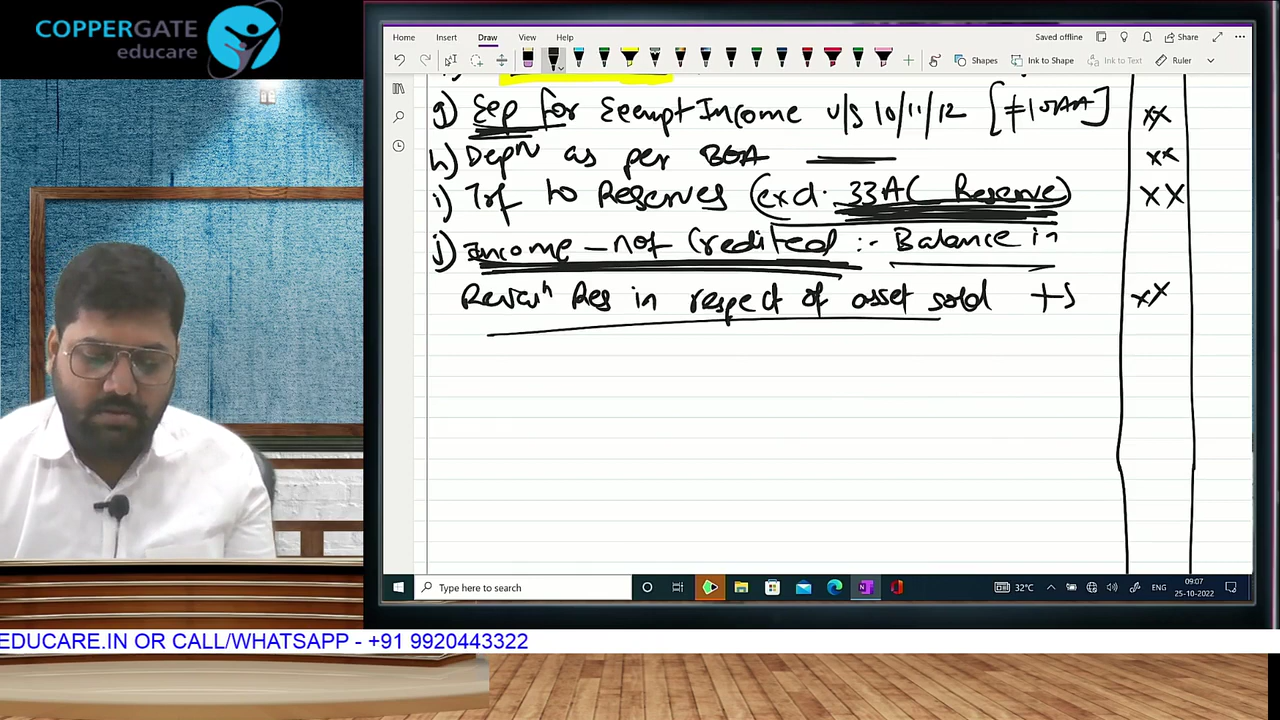 COPPERGATE
educare
Home Insert Draw View Help
Saved offline Share
Shapes Ink to Shape Ink to Text Ruler
g) Exp for Exempt Income u/s 10/11/12 [≠10AA] xx
h) Depn as per xx
i) Trf to Reserves (excl. 33AC Reserve) XX
j) Income - not Credited :- Balance in
Res in respect of asset sold xX
Type here to search
32°C ENG 09:07
25-10-2022
EDUCARE.IN OR CALL/WHATSAPP - +91 9920443322